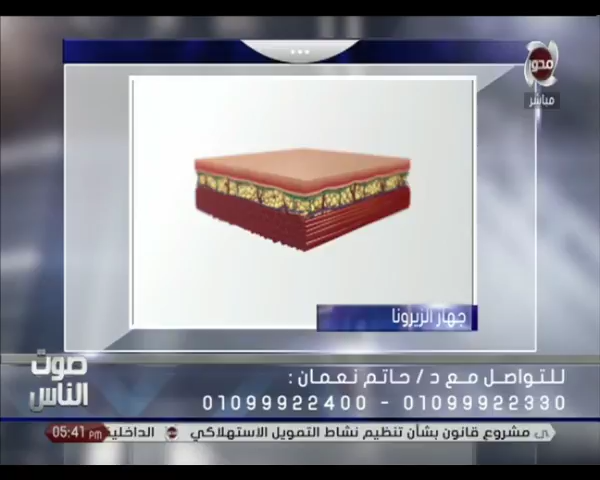 محور
مباشر
جهاز الزيرونا
للتواصل مع د/ حاتم نعمان :
01099922400 - 01099922330
صوت
الناس
05:41 PM
ى مشروع قانون بشأن تنظيم نشاط التمويل الاستهلاكي
الداخلية